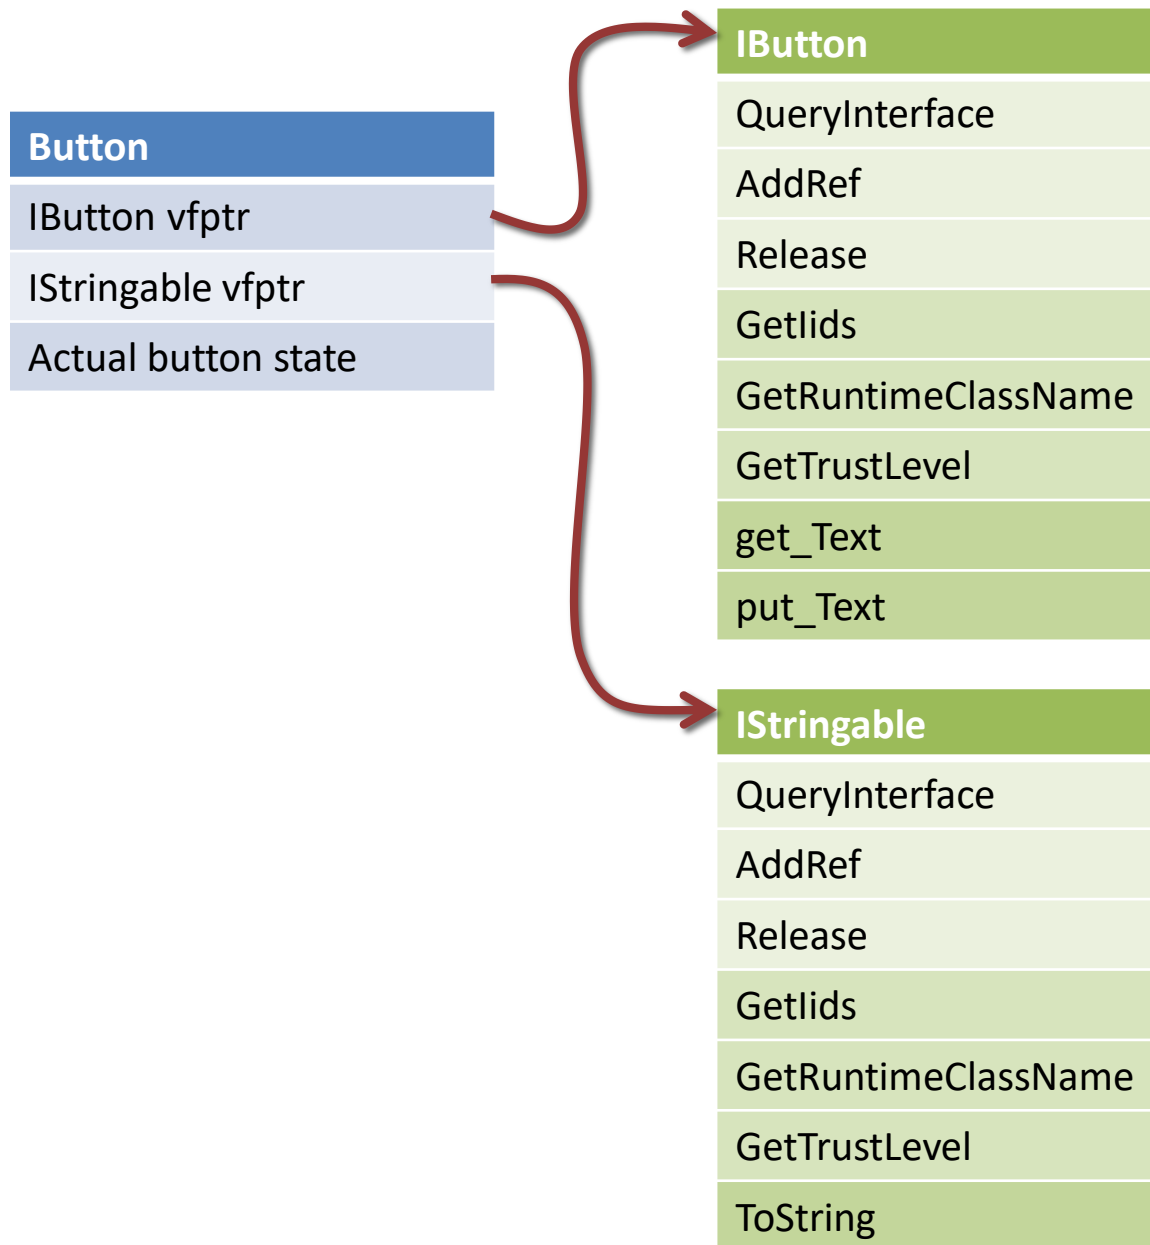 Button
IButton vfptr
IStringable vfptr
Actual button state
IButton
QueryInterface
AddRef
Release
GetIids
GetRuntimeClassName
GetTrustLevel
get_Text
put_Text
IStringable
QueryInterface
AddRef
Release
GetIids
GetRuntimeClassName
GetTrustLevel
ToString